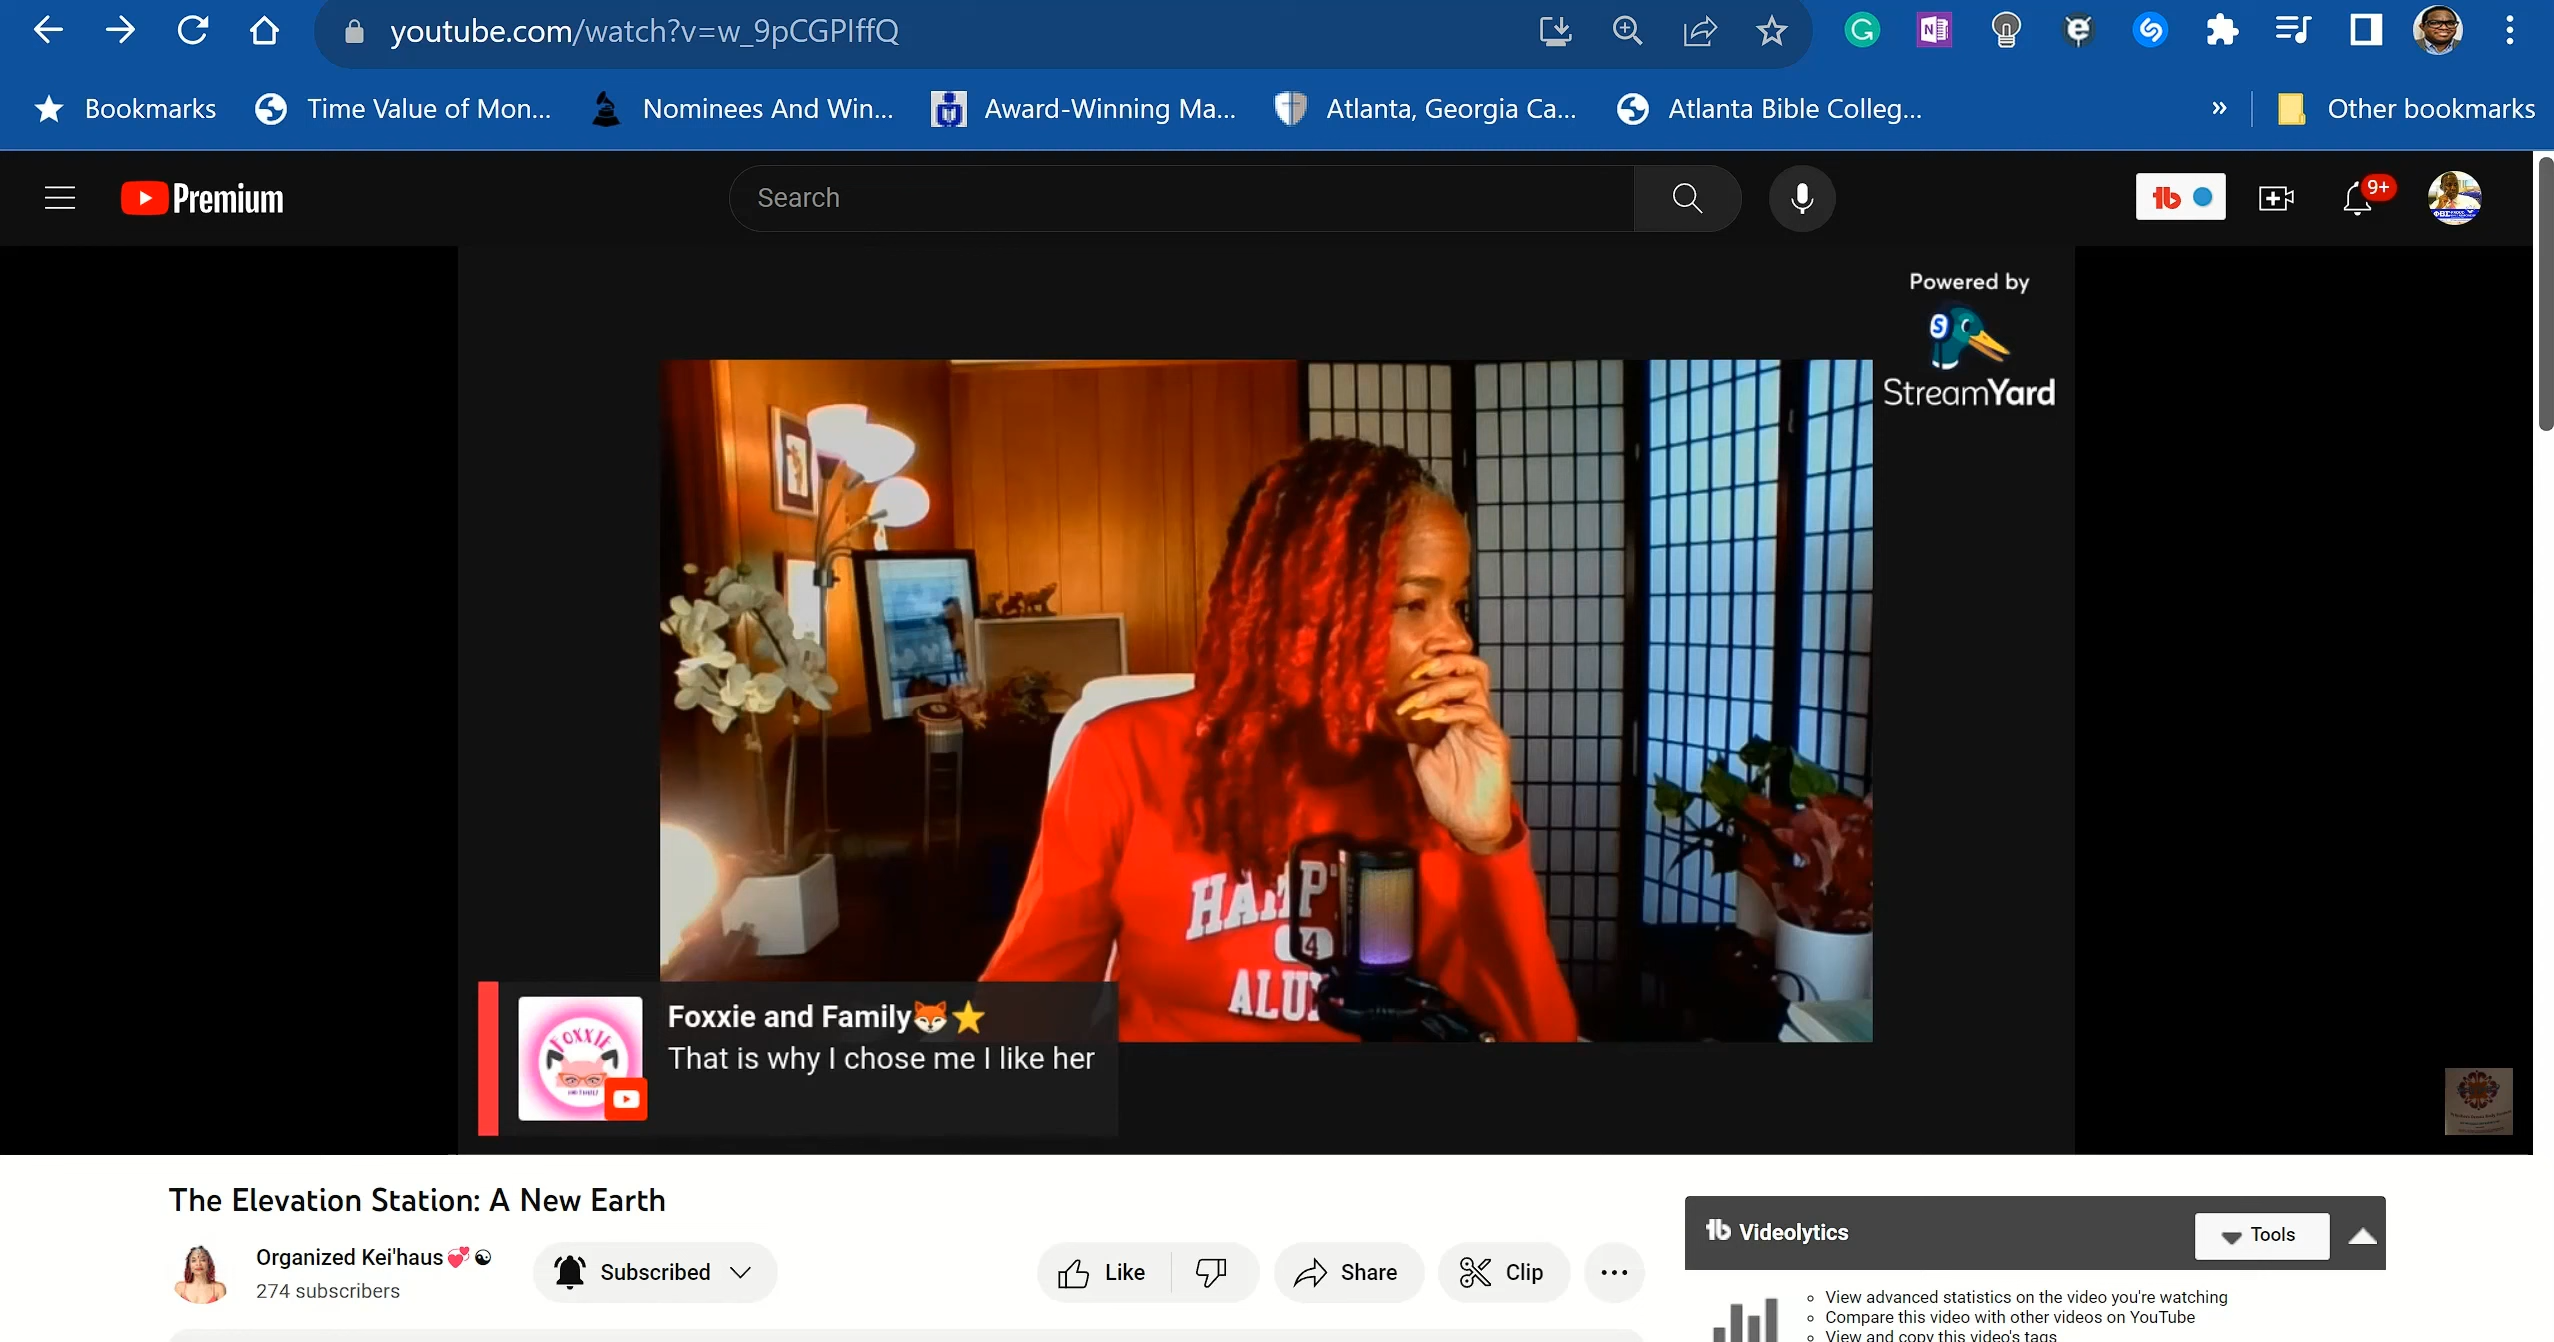 youtube.com/watch?v=w_9pCGPIffQ
Bookmarks
Time Value of Mon...
Nominees And Win...
Award-Winning Ma...
Atlanta, Georgia Ca...
Atlanta Bible Colleg...
»
Other bookmarks
Premium
Search
9+
Powered by
StreamYard
HAMPT
4
ALU
FOXXIE
Foxxie and Family🦊⭐
That is why I chose me I like her
The Elevation Station: A New Earth
Organized Kei'haus💞☯
274 subscribers
Subscribed
Like
Share
Clip
Videolytics
Tools
View advanced statistics on the video you're watching
Compare this video with other videos on YouTube
View and copy this video's tags